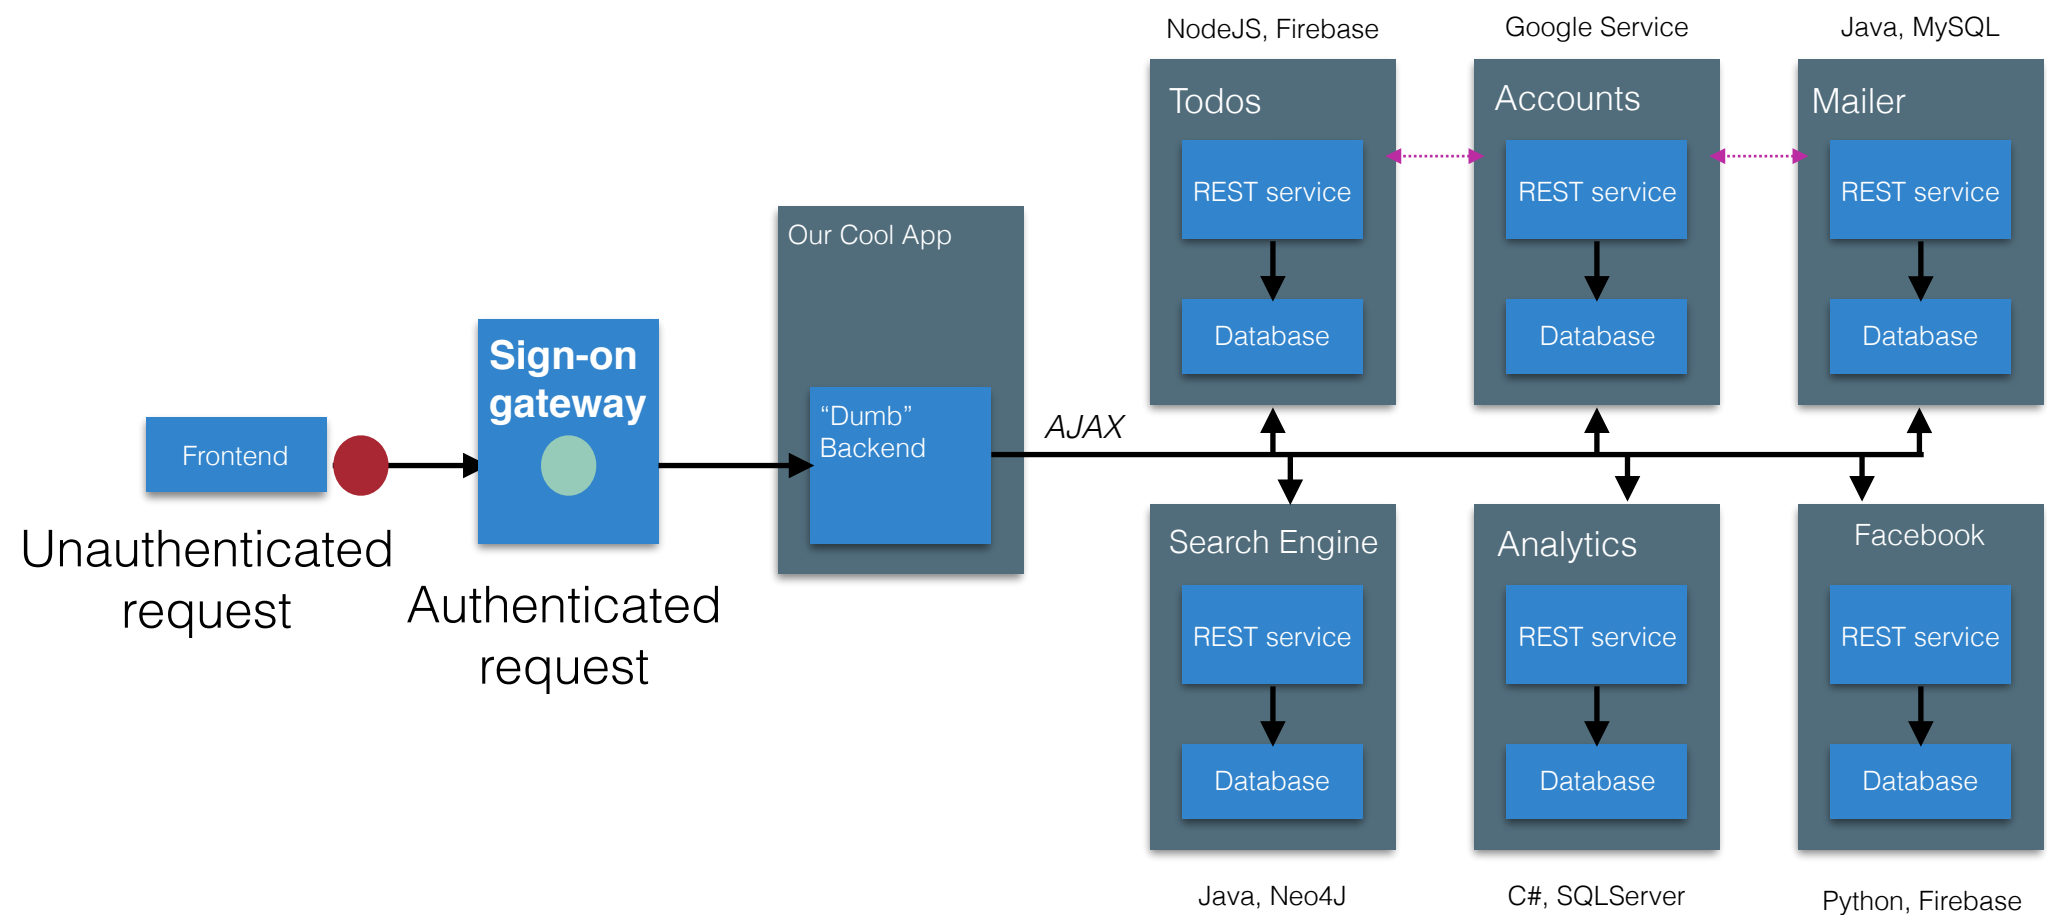 NodeJS, Firebase
Google Service
Java, MySQL
Todos
REST service
Database
Accounts
REST service
Database
Mailer
REST service
Database
Our Cool App
“Dumb”
Backend
Sign-on
gateway
Frontend
Unauthenticated
request
Authenticated
request
AJAX
Search Engine
REST service
Database
Analytics
REST service
Database
Facebook
REST service
Database
Java, Neo4J
C#, SQLServer
Python, Firebase